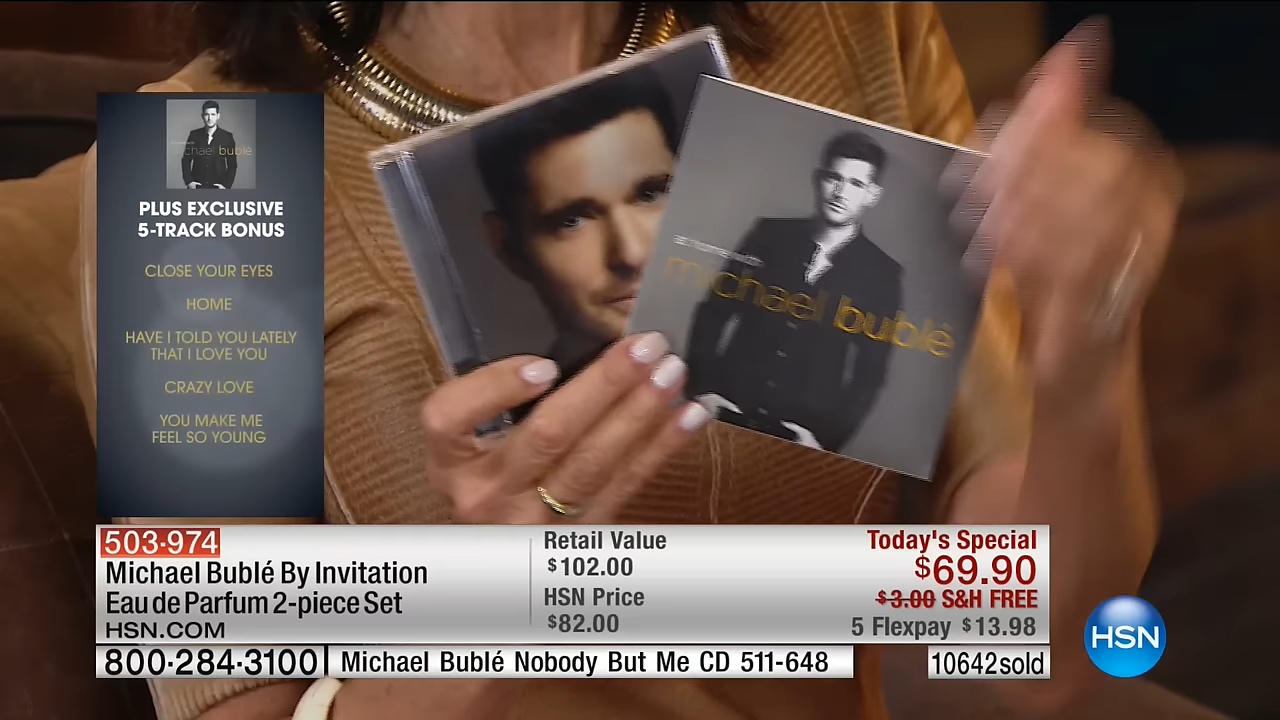 michael bublé
PLUS EXCLUSIVE
5-TRACK BONUS
CLOSE YOUR EYES
HOME
HAVE I TOLD YOU LATELY
THAT I LOVE YOU
CRAZY LOVE
YOU MAKE ME
FEEL SO YOUNG
michael bublé
503-974
Michael Bublé By Invitation
Eau de Parfum 2-piece Set
HSN.COM
Retail Value
$102.00
HSN Price
$82.00
Today's Special
$69.90
$3.00 S&H FREE
5 Flexpay $13.98
800-284-3100
Michael Bublé Nobody But Me CD 511-648
10642 sold
HSN